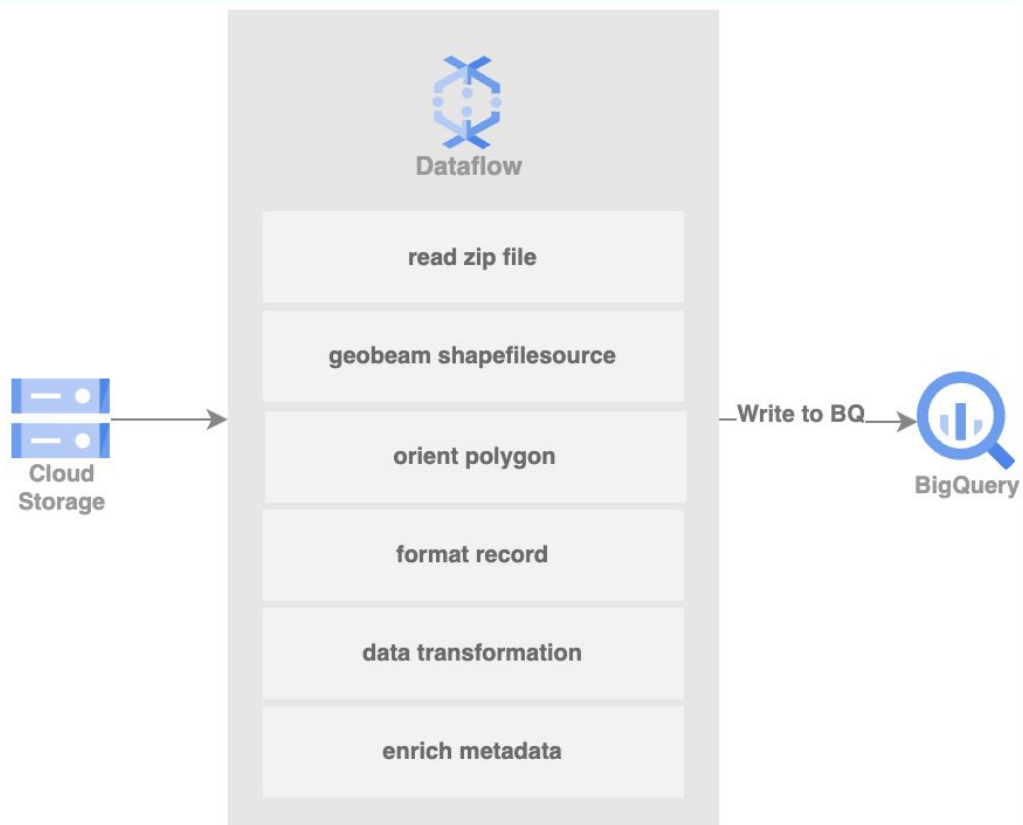 Dataflow
read zip file
geobeam shapefilesource
orient polygon
format record
data transformation
enrich metadata
Cloud
Storage
Write to BQ
BigQuery